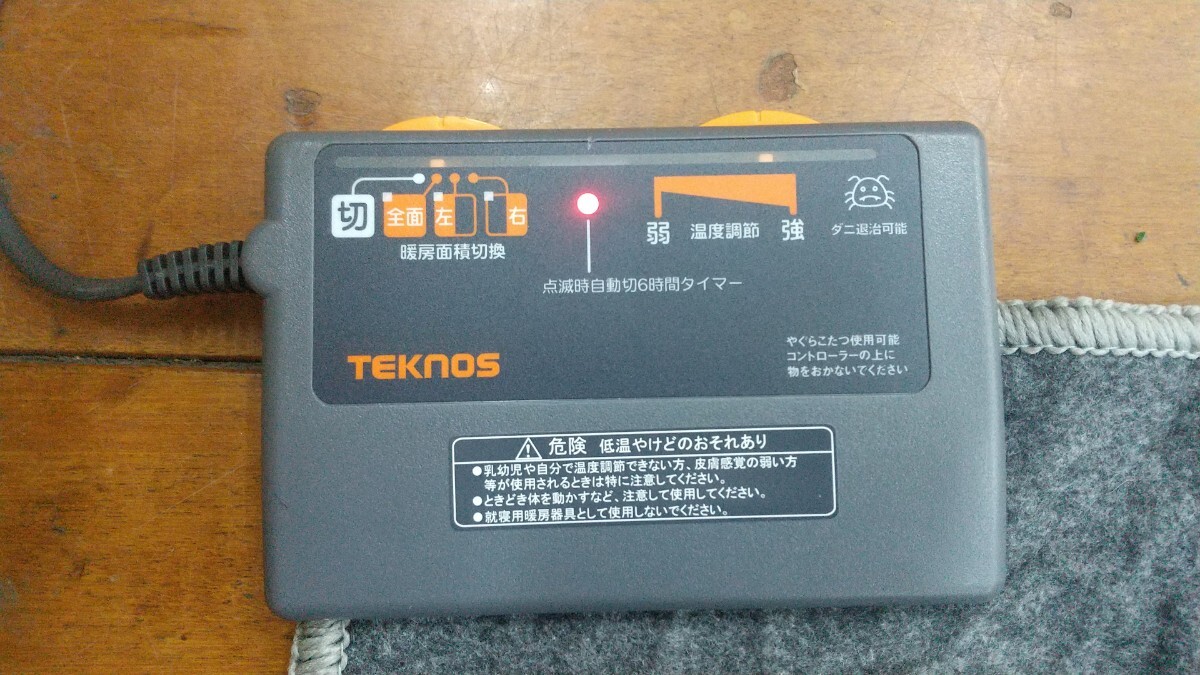 切 全面 左 右
暖房面積切換
弱 温度調節 強
ダニ退治可能
点滅時自動切6時間タイマー
TEKNOS
やぐらこたつ使用可能
コントローラーの上に
物をおかないでください
危険 低温やけどのおそれあり
●乳幼児や自分で温度調節できない方、皮膚感覚の弱い方
等が使用されるときは特に注意してください。
●ときどき体を動かすなど、注意して使用してください。
●就寝用暖房器具として使用しないでください。